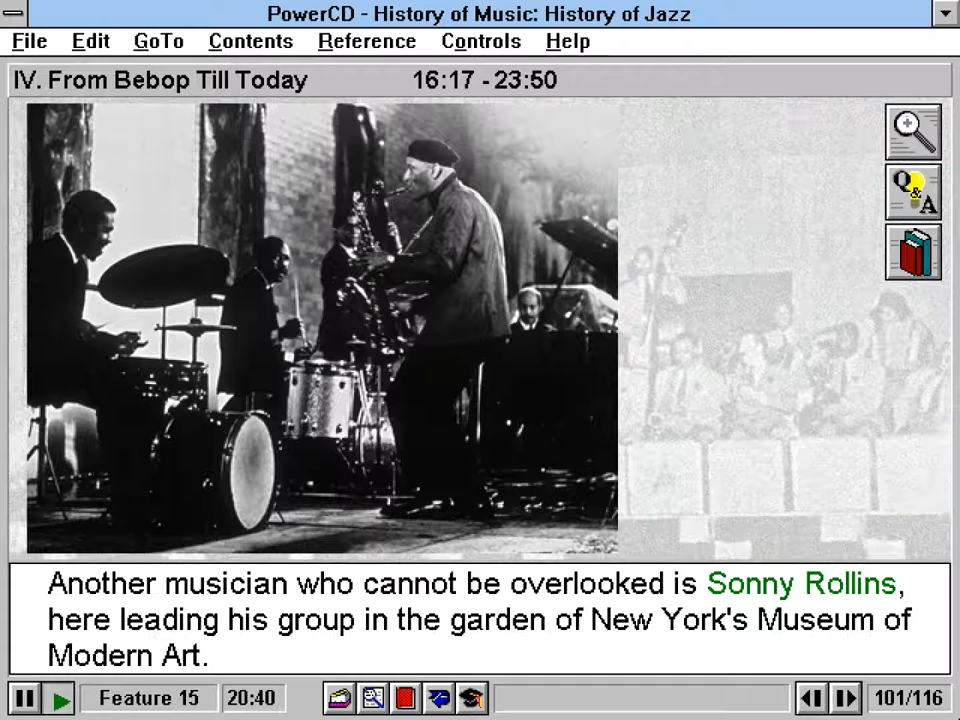 PowerCD - History of Music: History of Jazz
File Edit GoTo Contents Reference Controls Help
IV. From Bebop Till Today 16:17 - 23:50
Q & A
Another musician who cannot be overlooked is Sonny Rollins,
here leading his group in the garden of New York's Museum of
Modern Art.
Feature 15 20:40 101/116